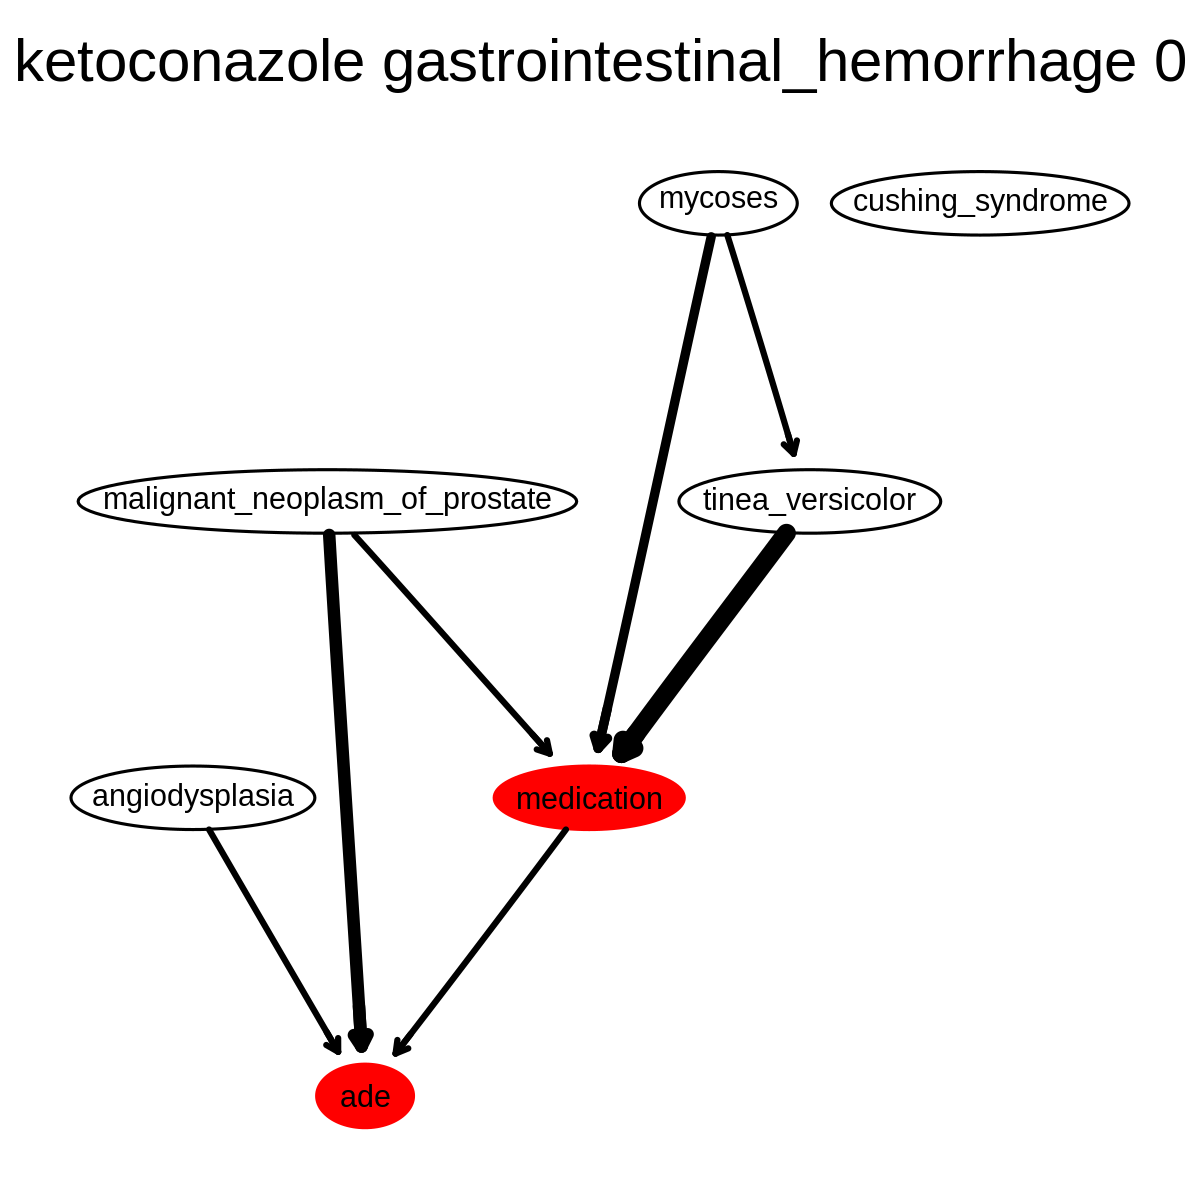 ketoconazole gastrointestinal_hemorrhage 0
mycoses
cushing_syndrome
malignant_neoplasm_of_prostate
tinea_versicolor
angiodysplasia
medication
ade